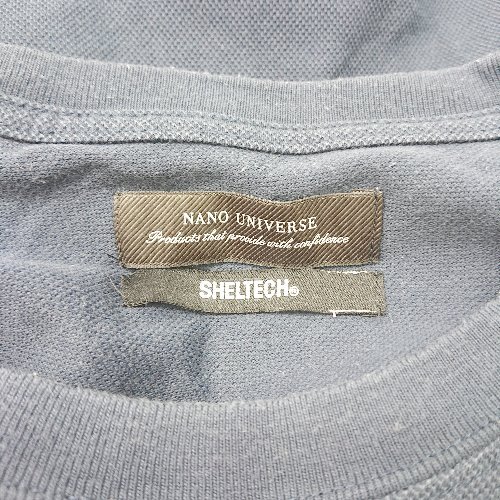 NANO UNIVERSE
Products that provide with confidence
SHELTECH®